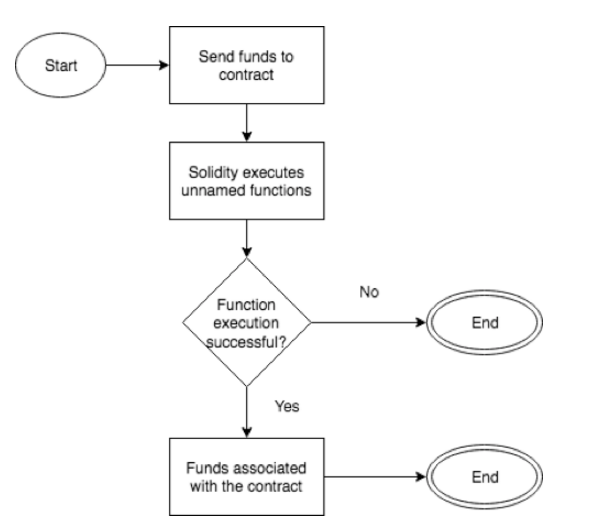 Start
Send funds to
contract
Solidity executes
unnamed functions
Function
execution
successful?
No
End
Yes
Funds associated
with the contract
End